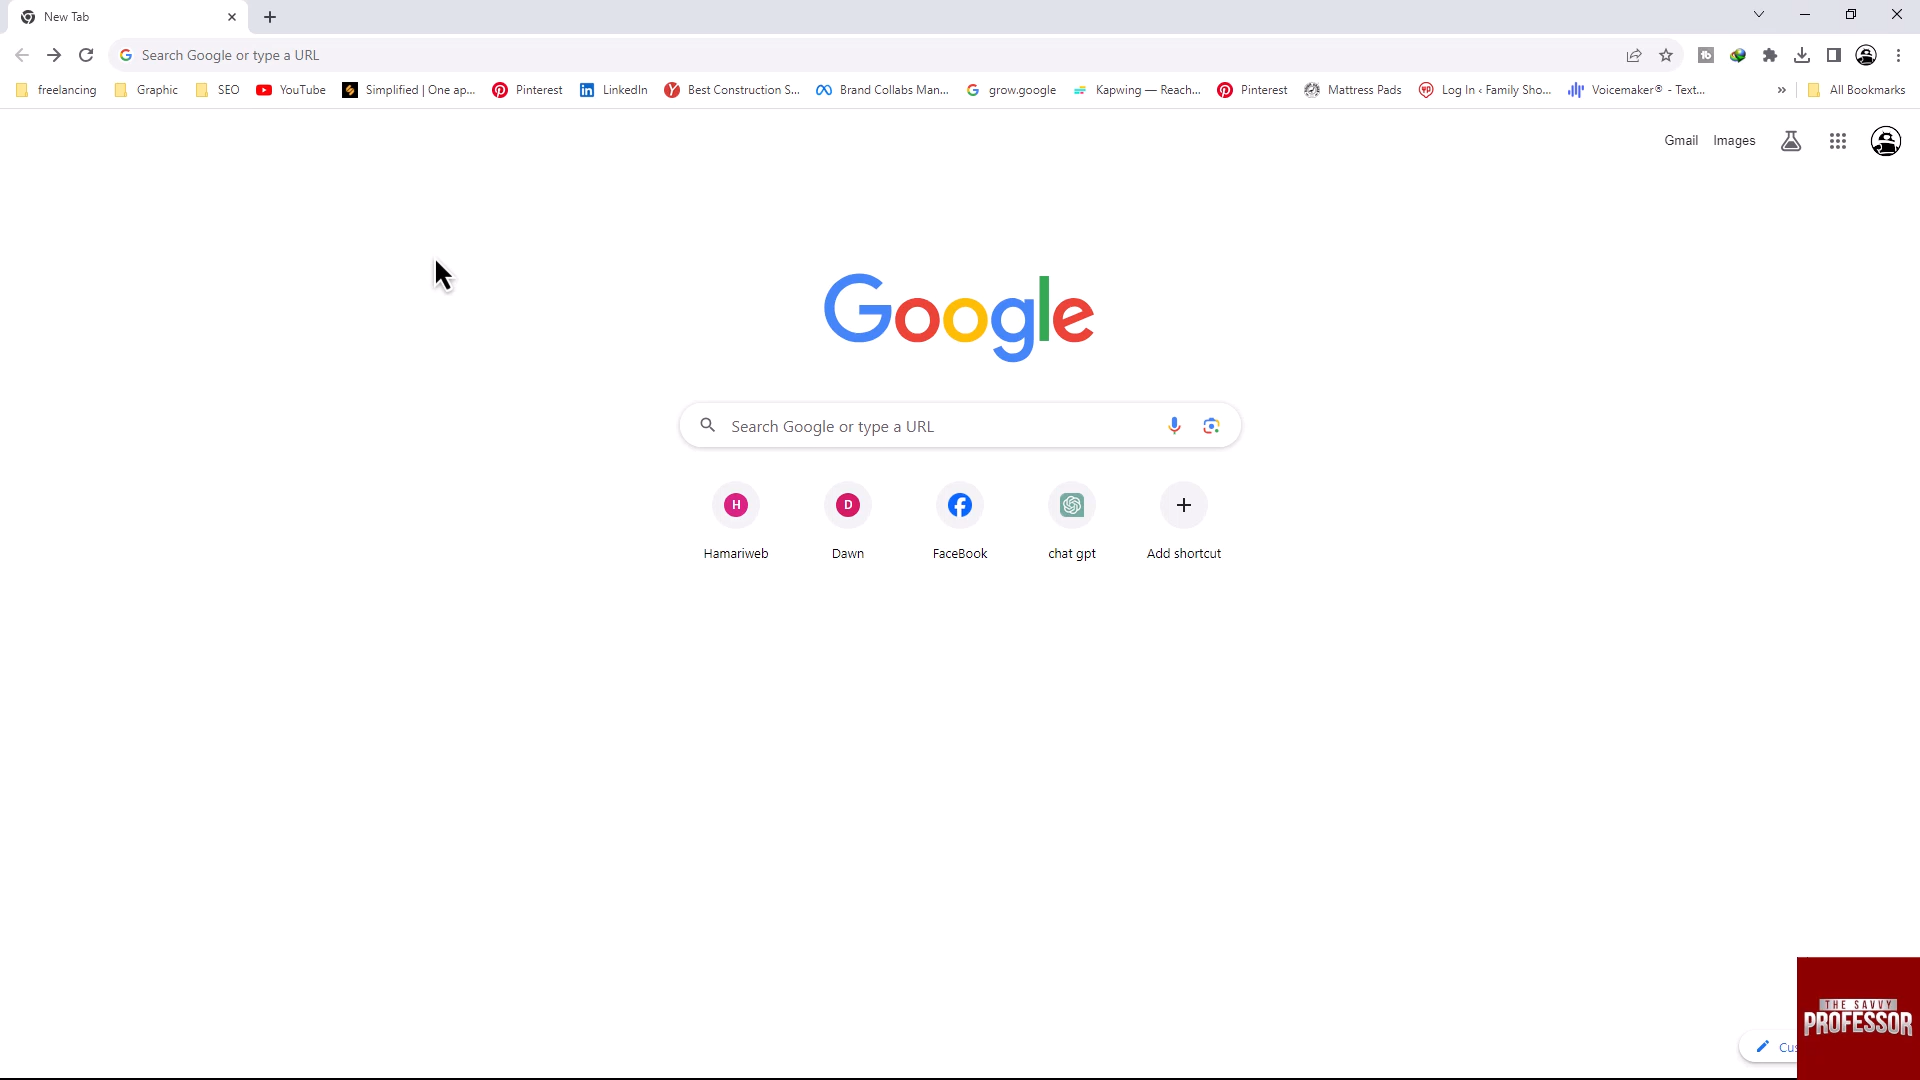 New Tab
Search Google or type a URL
freelancing Graphic SEO YouTube Simplified | One ap... Pinterest LinkedIn Best Construction S... Brand Collabs Man... grow.google Kapwing — Reach... Pinterest Mattress Pads Log In ‹ Family Sho... Voicemaker® - Text... » All Bookmarks
Gmail Images
Google
Search Google or type a URL
H D
Hamariweb Dawn FaceBook chat gpt Add shortcut
THE SAVVY
PROFESSOR
Cus